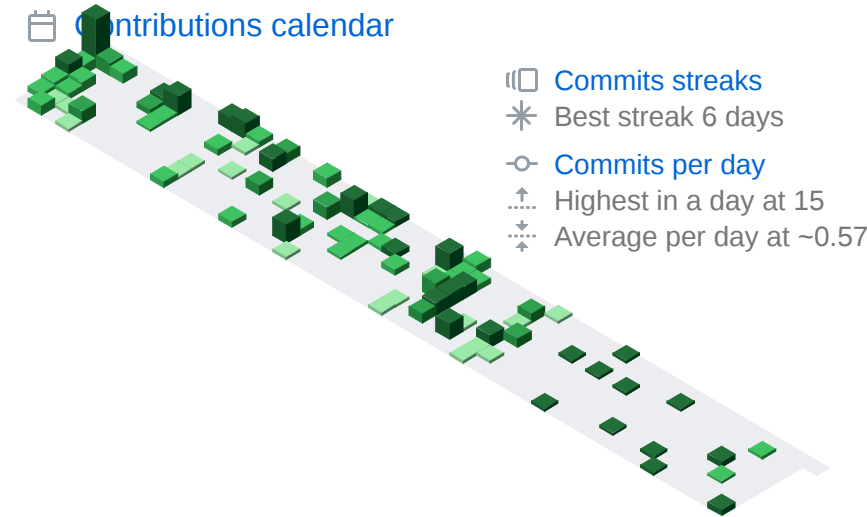 Contributions calendar
Commits streaks
Best streak 6 days
Commits per day
Highest in a day at 15
Average per day at ~0.57